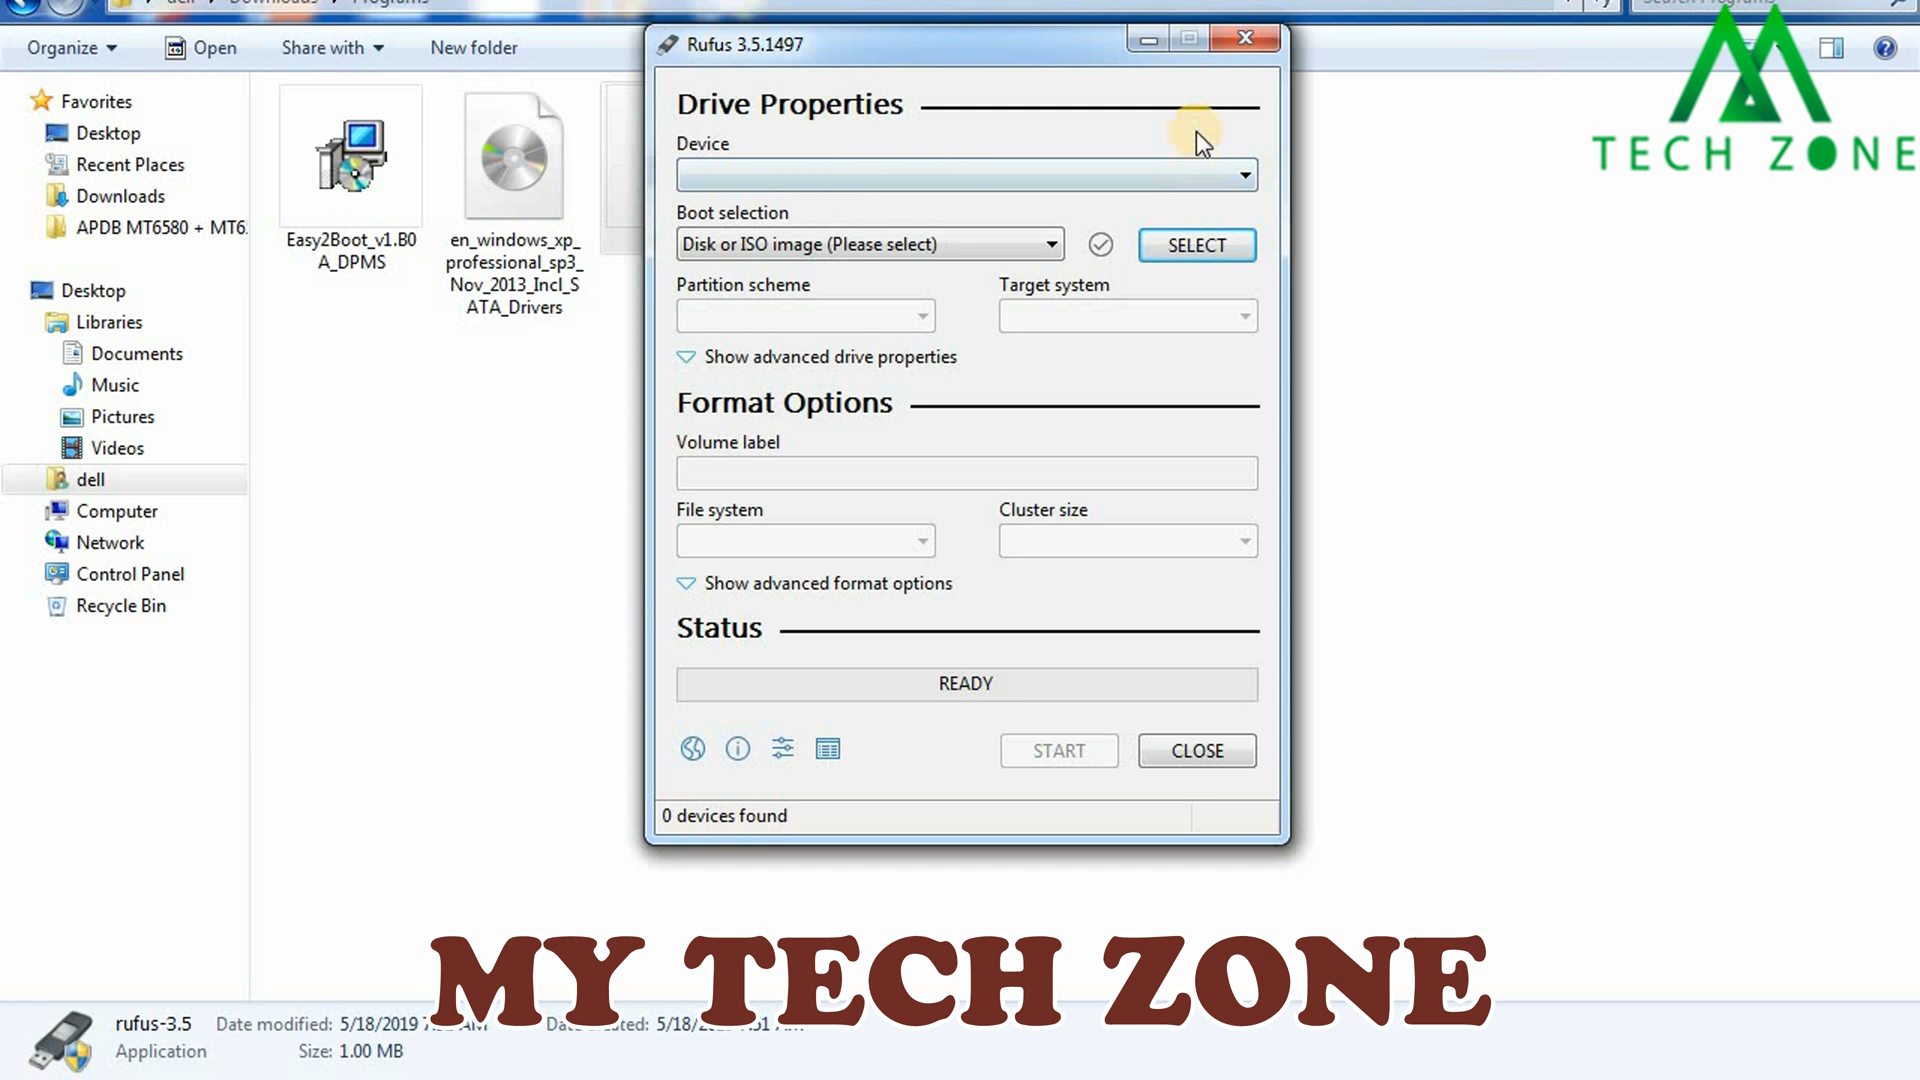 Organize
Open
Share with
New folder
Favorites
Desktop
Recent Places
Downloads
APDB MT6580 + MT6
Desktop
Libraries
Documents
Music
Pictures
Videos
dell
Computer
Network
Control Panel
Recycle Bin
Easy2Boot_v1.B0
A_DPMS
en_windows_xp_
professional_sp3_
Nov_2013_Incl_S
ATA_Drivers
Rufus 3.5.1497
Drive Properties
Device
Boot selection
Disk or ISO image (Please select)
SELECT
Partition scheme
Target system
Show advanced drive properties
Format Options
Volume label
File system
Cluster size
Show advanced format options
Status
READY
START
CLOSE
0 devices found
TECH ZONE
MY TECH ZONE
rufus-3.5
Date modified: 5/18/2019
Application
Size: 1.00 MB